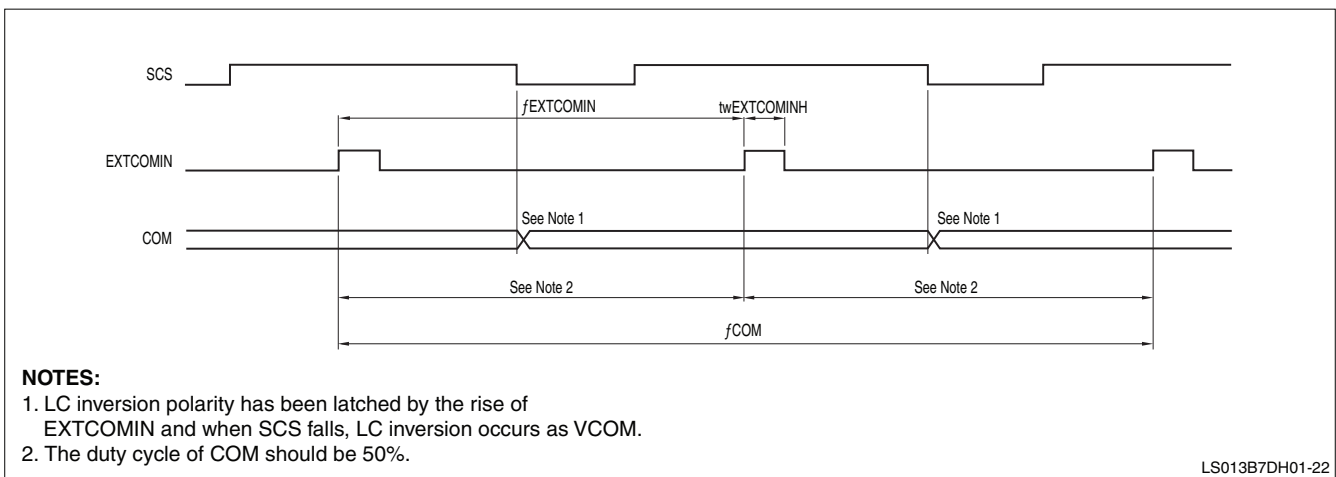 SCS
ƒEXTCOMIN
twEXTCOMINH
EXTCOMIN
See Note 1
See Note 1
COM
See Note 2
See Note 2
ƒCOM
NOTES:
1. LC inversion polarity has been latched by the rise of
EXTCOMIN and when SCS falls, LC inversion occurs as VCOM.
2. The duty cycle of COM should be 50%.
LS013B7DH01-22